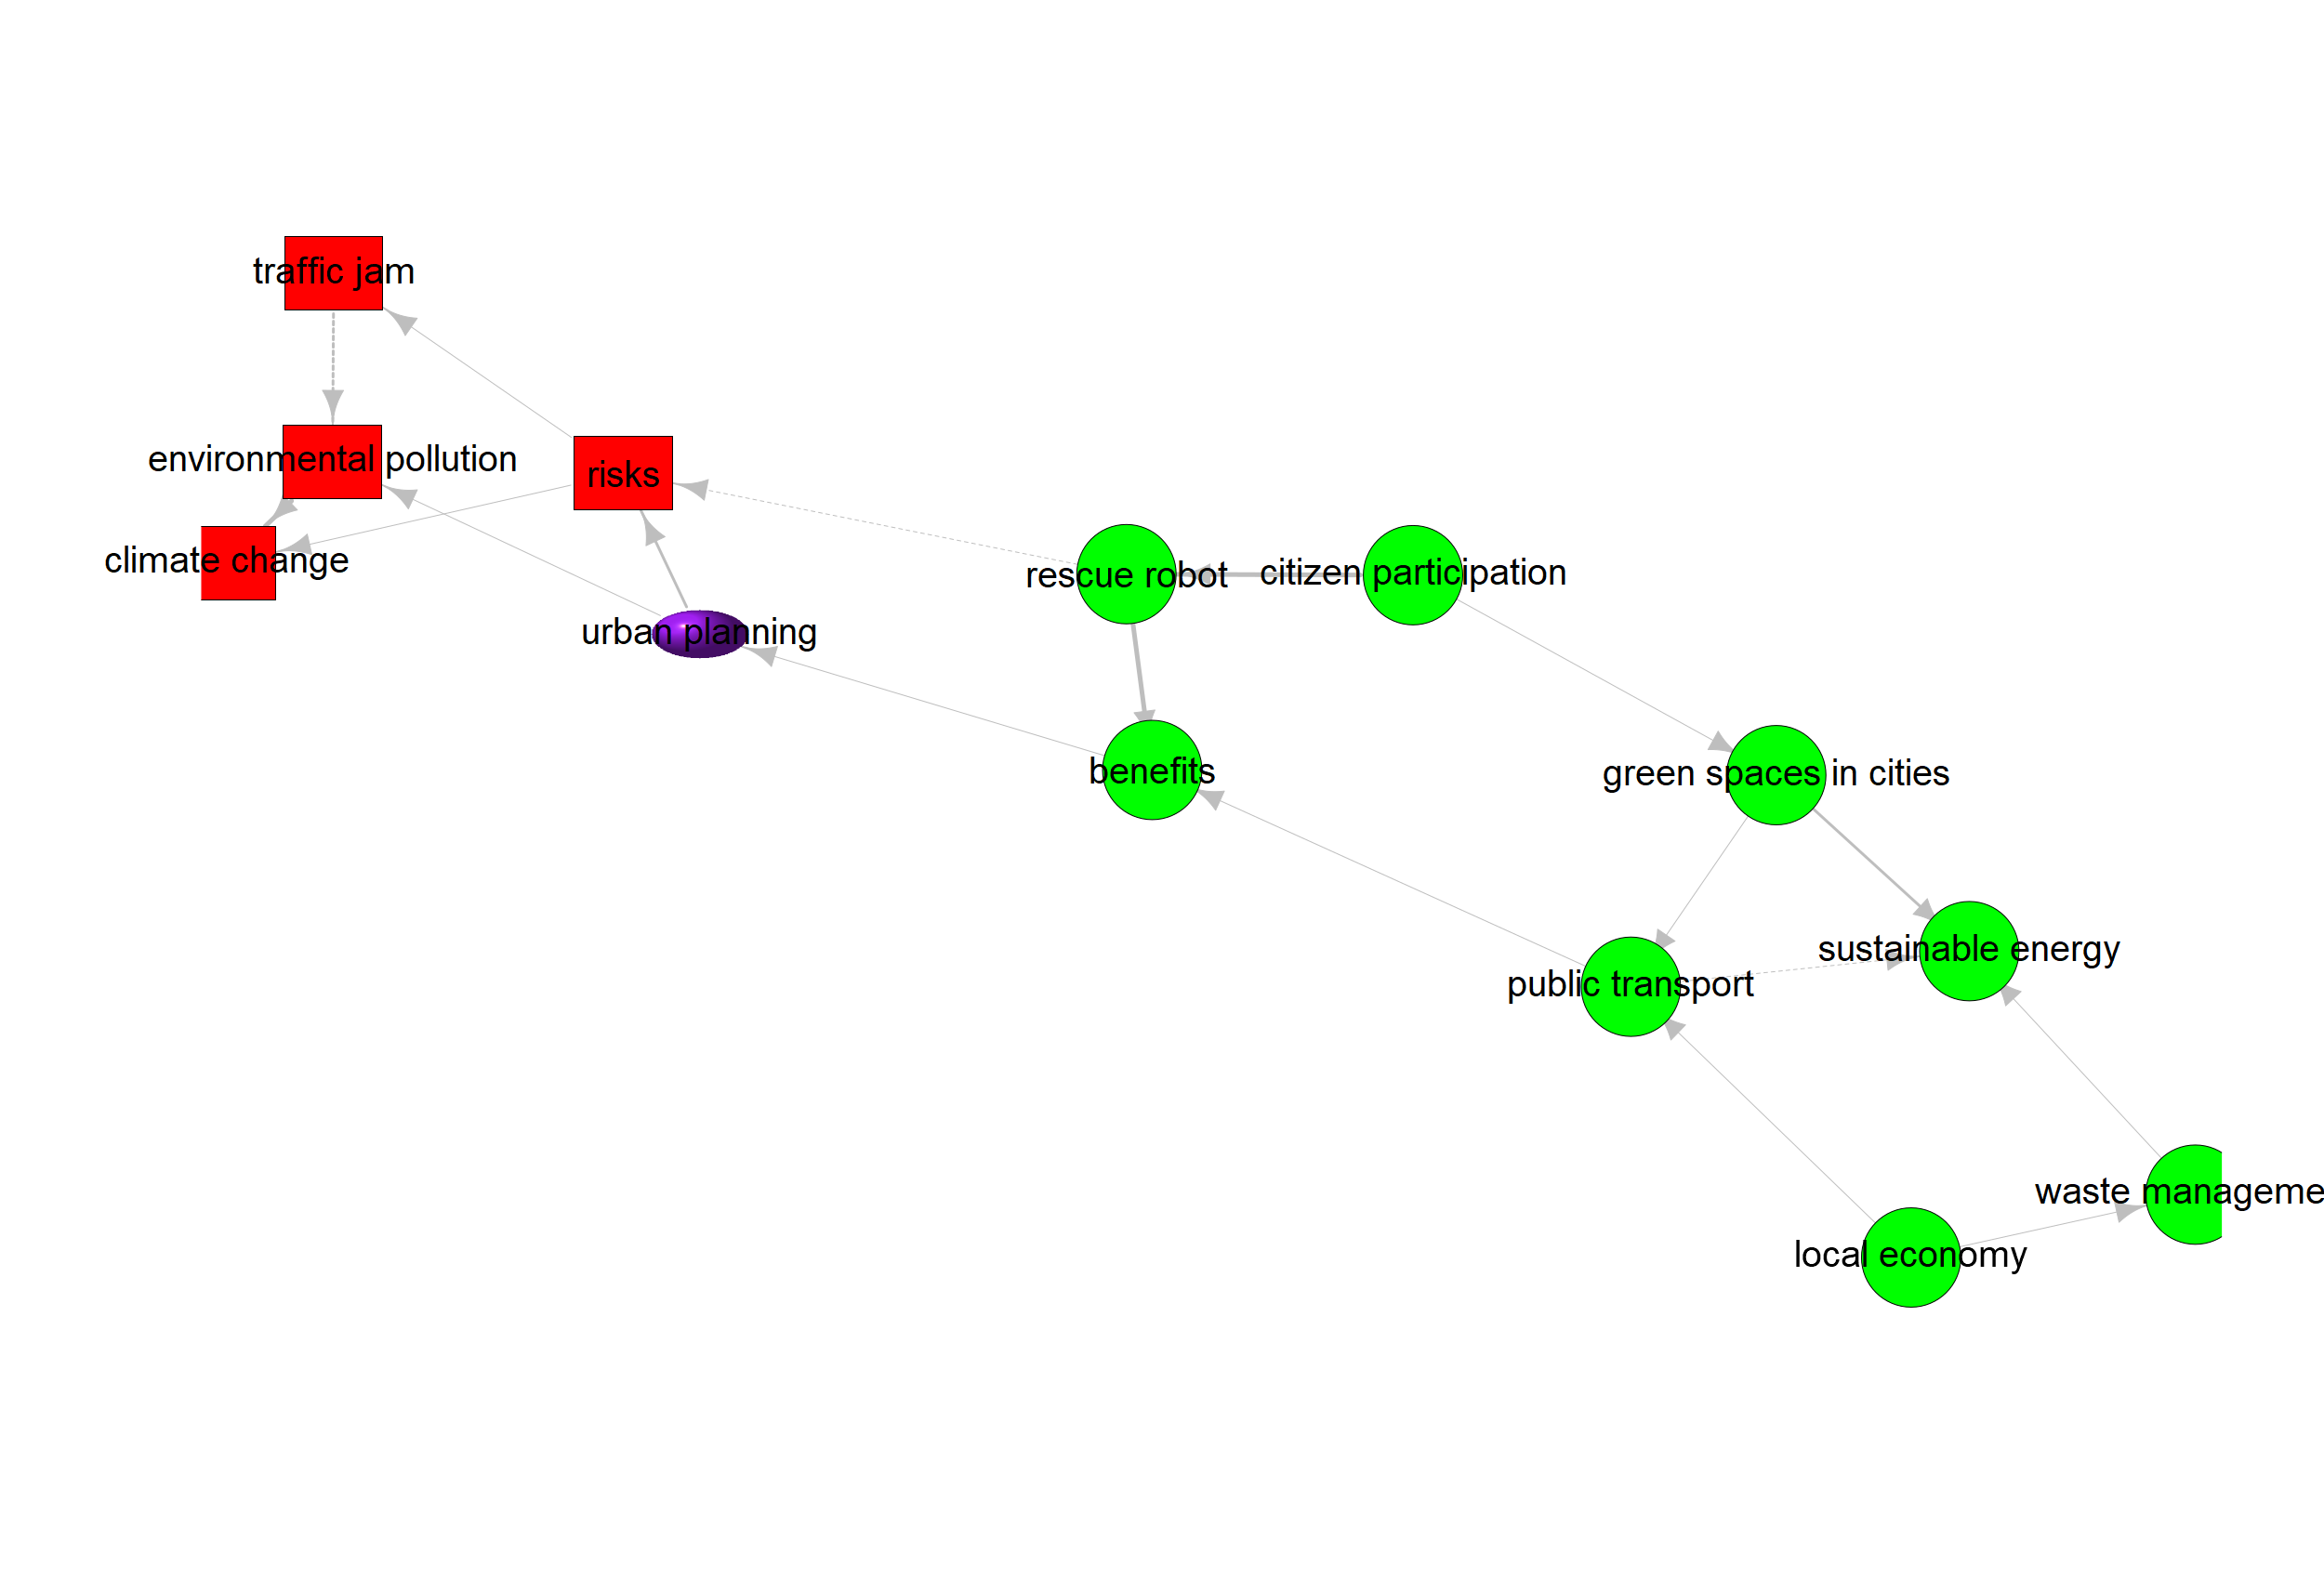 traffic jam
environmental pollution
risks
climate change
rescue robot
citizen participation
urban planning
benefits
green spaces in cities
sustainable energy
public transport
waste manageme
local economy